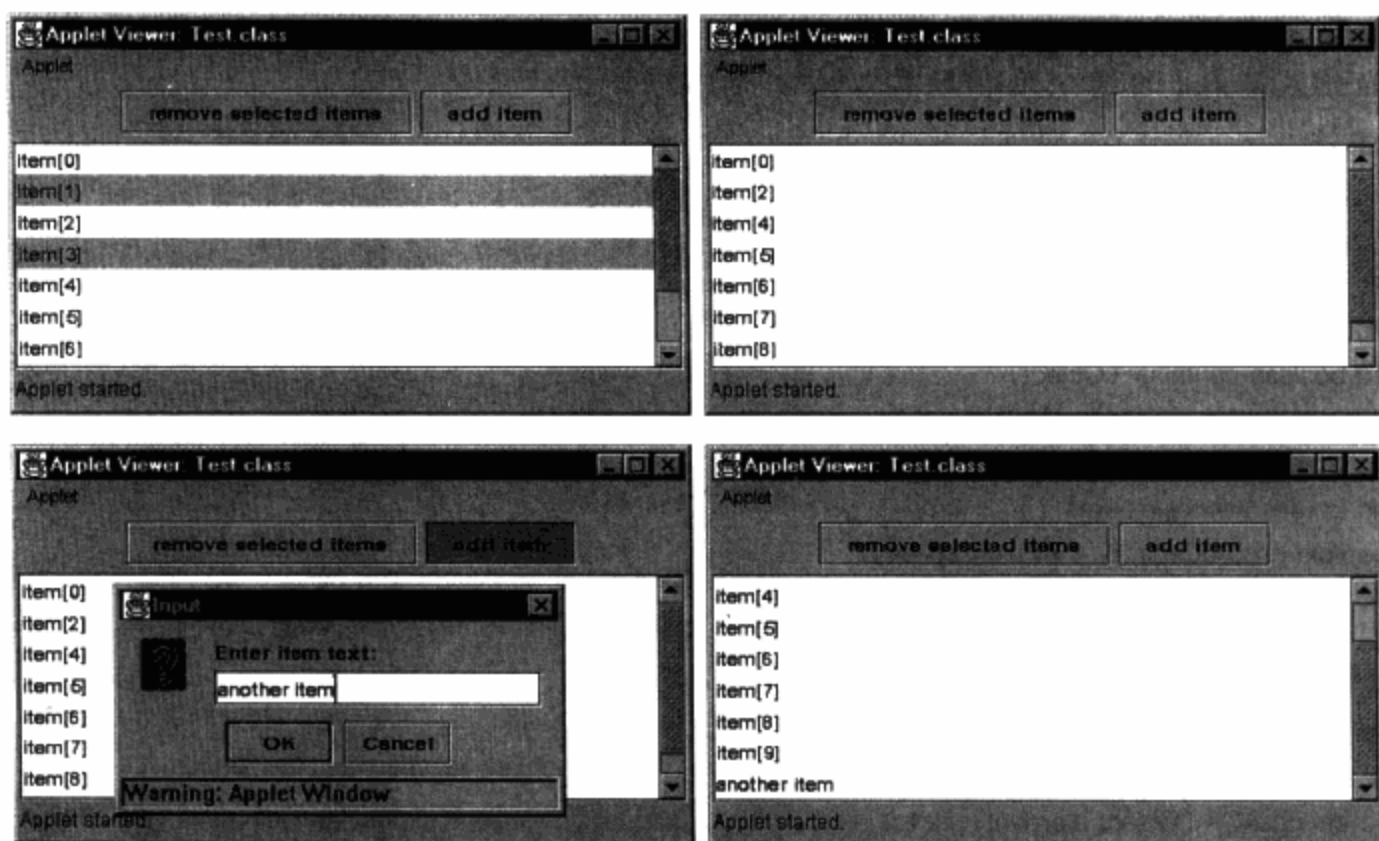 Applet Viewer: Test.class
Applet
remove selected items
add item
item[0]
item[1]
item[2]
item[3]
item[4]
item[5]
item[6]
Applet started.
Applet Viewer: Test.class
Applet
remove selected items
add item
item[0]
item[2]
item[4]
item[5]
item[6]
item[7]
item[8]
Applet started.
Applet Viewer: Test.class
Applet
remove selected items
add item
item[0]
item[2]
item[4]
item[5]
item[6]
item[7]
item[8]
Input
Enter item text:
another item
OK
Cancel
Warning: Applet Window
Applet started.
Applet Viewer: Test.class
Applet
remove selected items
add item
item[4]
item[5]
item[6]
item[7]
item[8]
item[9]
another item
Applet started.